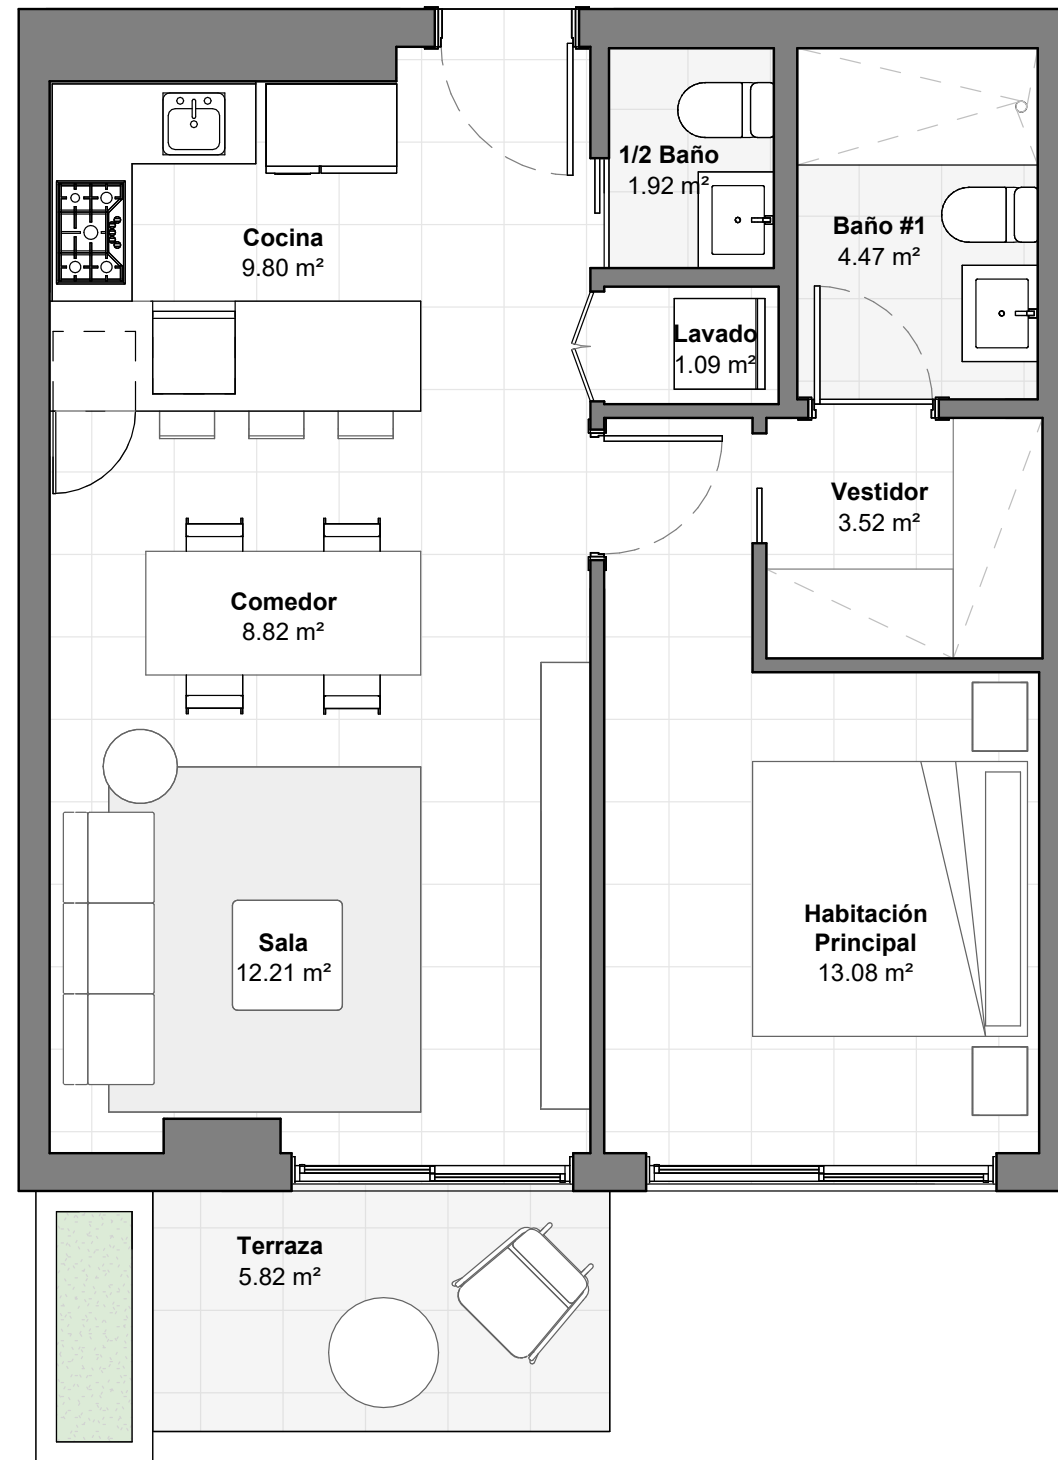 1/2 Baño
1.92 m²
Baño #1
4.47 m²
Cocina
9.80 m²
Lavado
1.09 m²
Vestidor
3.52 m²
Comedor
8.82 m²
Habitación
Principal
13.08 m²
Sala
12.21 m²
Terraza
5.82 m²